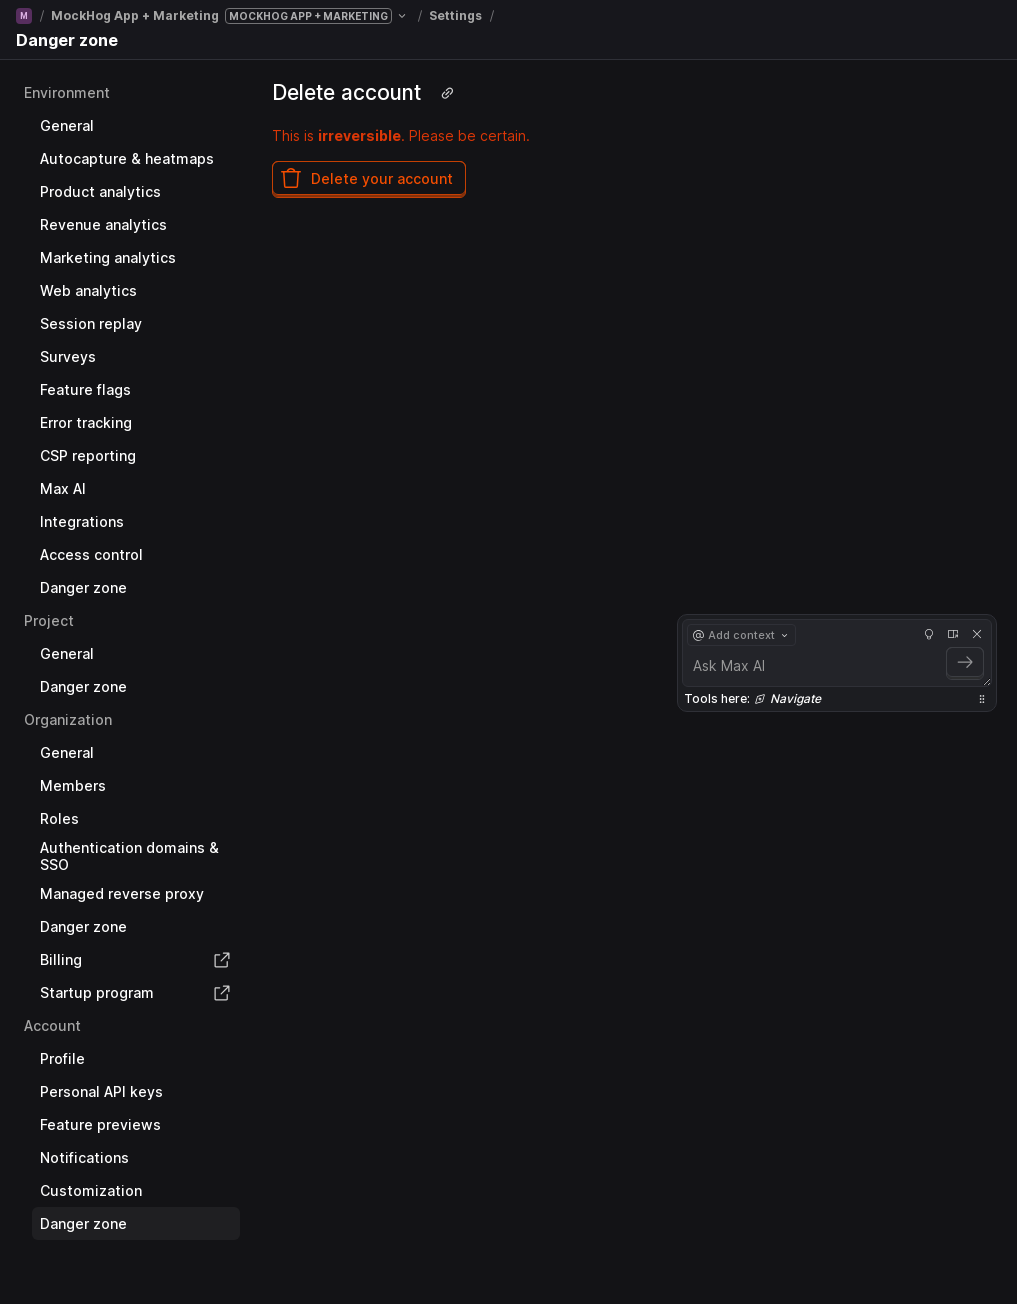 M / MockHog App + Marketing MOCKHOG APP + MARKETING / Settings /
Danger zone
Environment
General
Autocapture & heatmaps
Product analytics
Revenue analytics
Marketing analytics
Web analytics
Session replay
Surveys
Feature flags
Error tracking
CSP reporting
Max AI
Integrations
Access control
Danger zone
Project
General
Danger zone
Organization
General
Members
Roles
Authentication domains &
SSO
Managed reverse proxy
Danger zone
Billing
Startup program
Account
Profile
Personal API keys
Feature previews
Notifications
Customization
Danger zone
Delete account
This is irreversible. Please be certain.
Delete your account
@ Add context
Ask Max AI
Tools here: Navigate